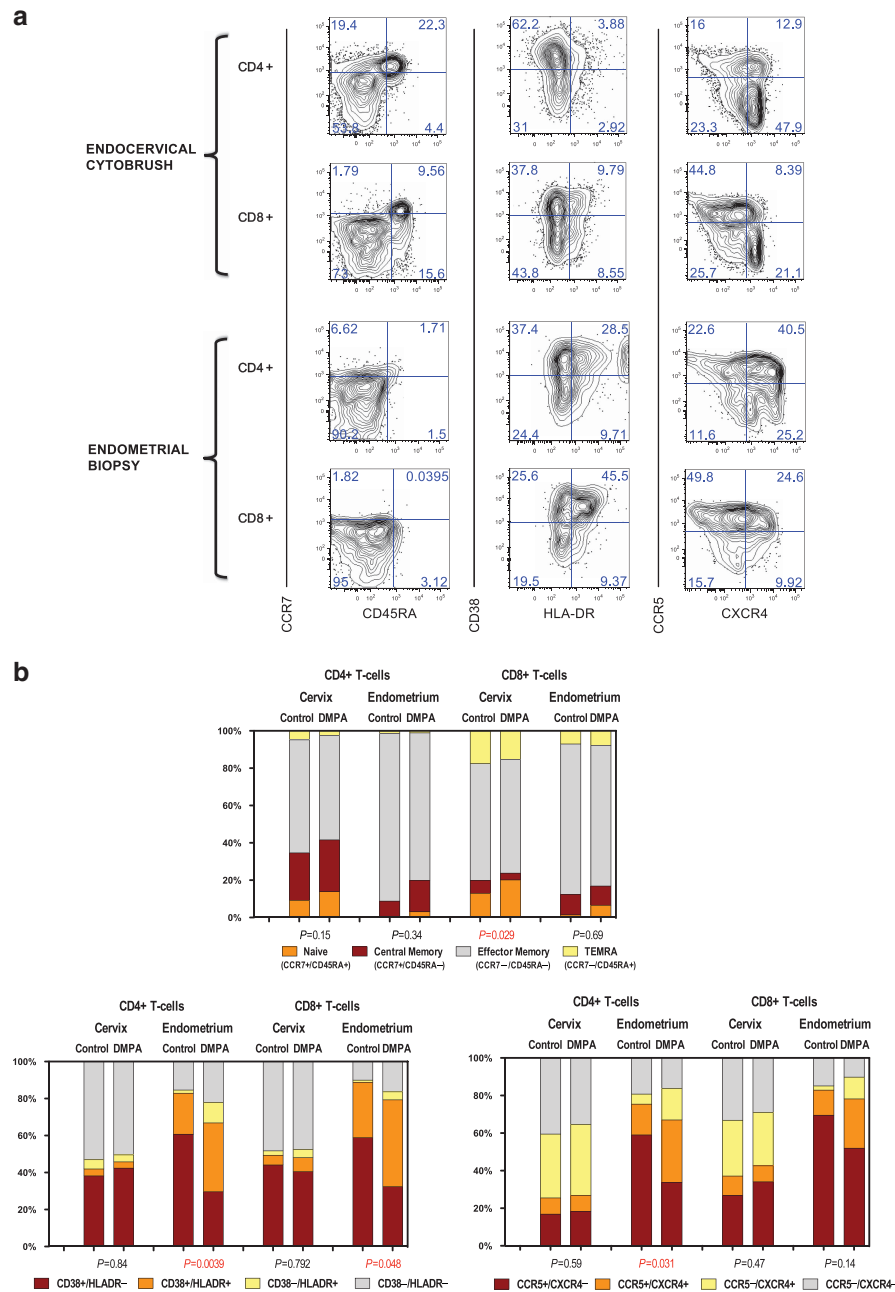 a
19.4 22.3
62.2 3.88
16 12.9
CD4 +
53.8 4.4
31 2.92
23.3 47.9
ENDOCERVICAL
CYTOBRUSH
1.79 9.56
37.8 9.79
44.8 8.39
CD8 +
73 15.6
43.8 8.55
25.7 21.1
6.62 1.71
37.4 28.5
22.6 40.5
CD4 +
90.2 1.5
24.4 9.71
11.6 25.2
ENDOMETRIAL
BIOPSY
1.82 0.0395
25.6 45.5
49.8 24.6
CD8 +
95 3.12
19.5 9.37
15.7 9.92
CCR7
CD45RA
CD38
HLA-DR
CCR5
CXCR4
b
CD4+ T-cells CD8+ T-cells
Cervix Endometrium Cervix Endometrium
Control DMPA Control DMPA Control DMPA Control DMPA
100%
80%
60%
40%
20%
0%
P=0.15 P=0.34 P=0.029 P=0.69
Naive Central Memory Effector Memory TEMRA
(CCR7+/CD45RA+) (CCR7+/CD45RA−) (CCR7−/CD45RA−) (CCR7−/CD45RA+)
CD4+ T-cells CD8+ T-cells
Cervix Endometrium Cervix Endometrium
Control DMPA Control DMPA Control DMPA Control DMPA
100%
80%
60%
40%
20%
0%
P=0.84 P=0.0039 P=0.792 P=0.048
CD38+/HLADR− CD38+/HLADR+ CD38−/HLADR+ CD38−/HLADR−
CD4+ T-cells CD8+ T-cells
Cervix Endometrium Cervix Endometrium
Control DMPA Control DMPA Control DMPA Control DMPA
100%
80%
60%
40%
20%
0%
P=0.59 P=0.031 P=0.47 P=0.14
CCR5+/CXCR4− CCR5+/CXCR4+ CCR5−/CXCR4+ CCR5−/CXCR4−